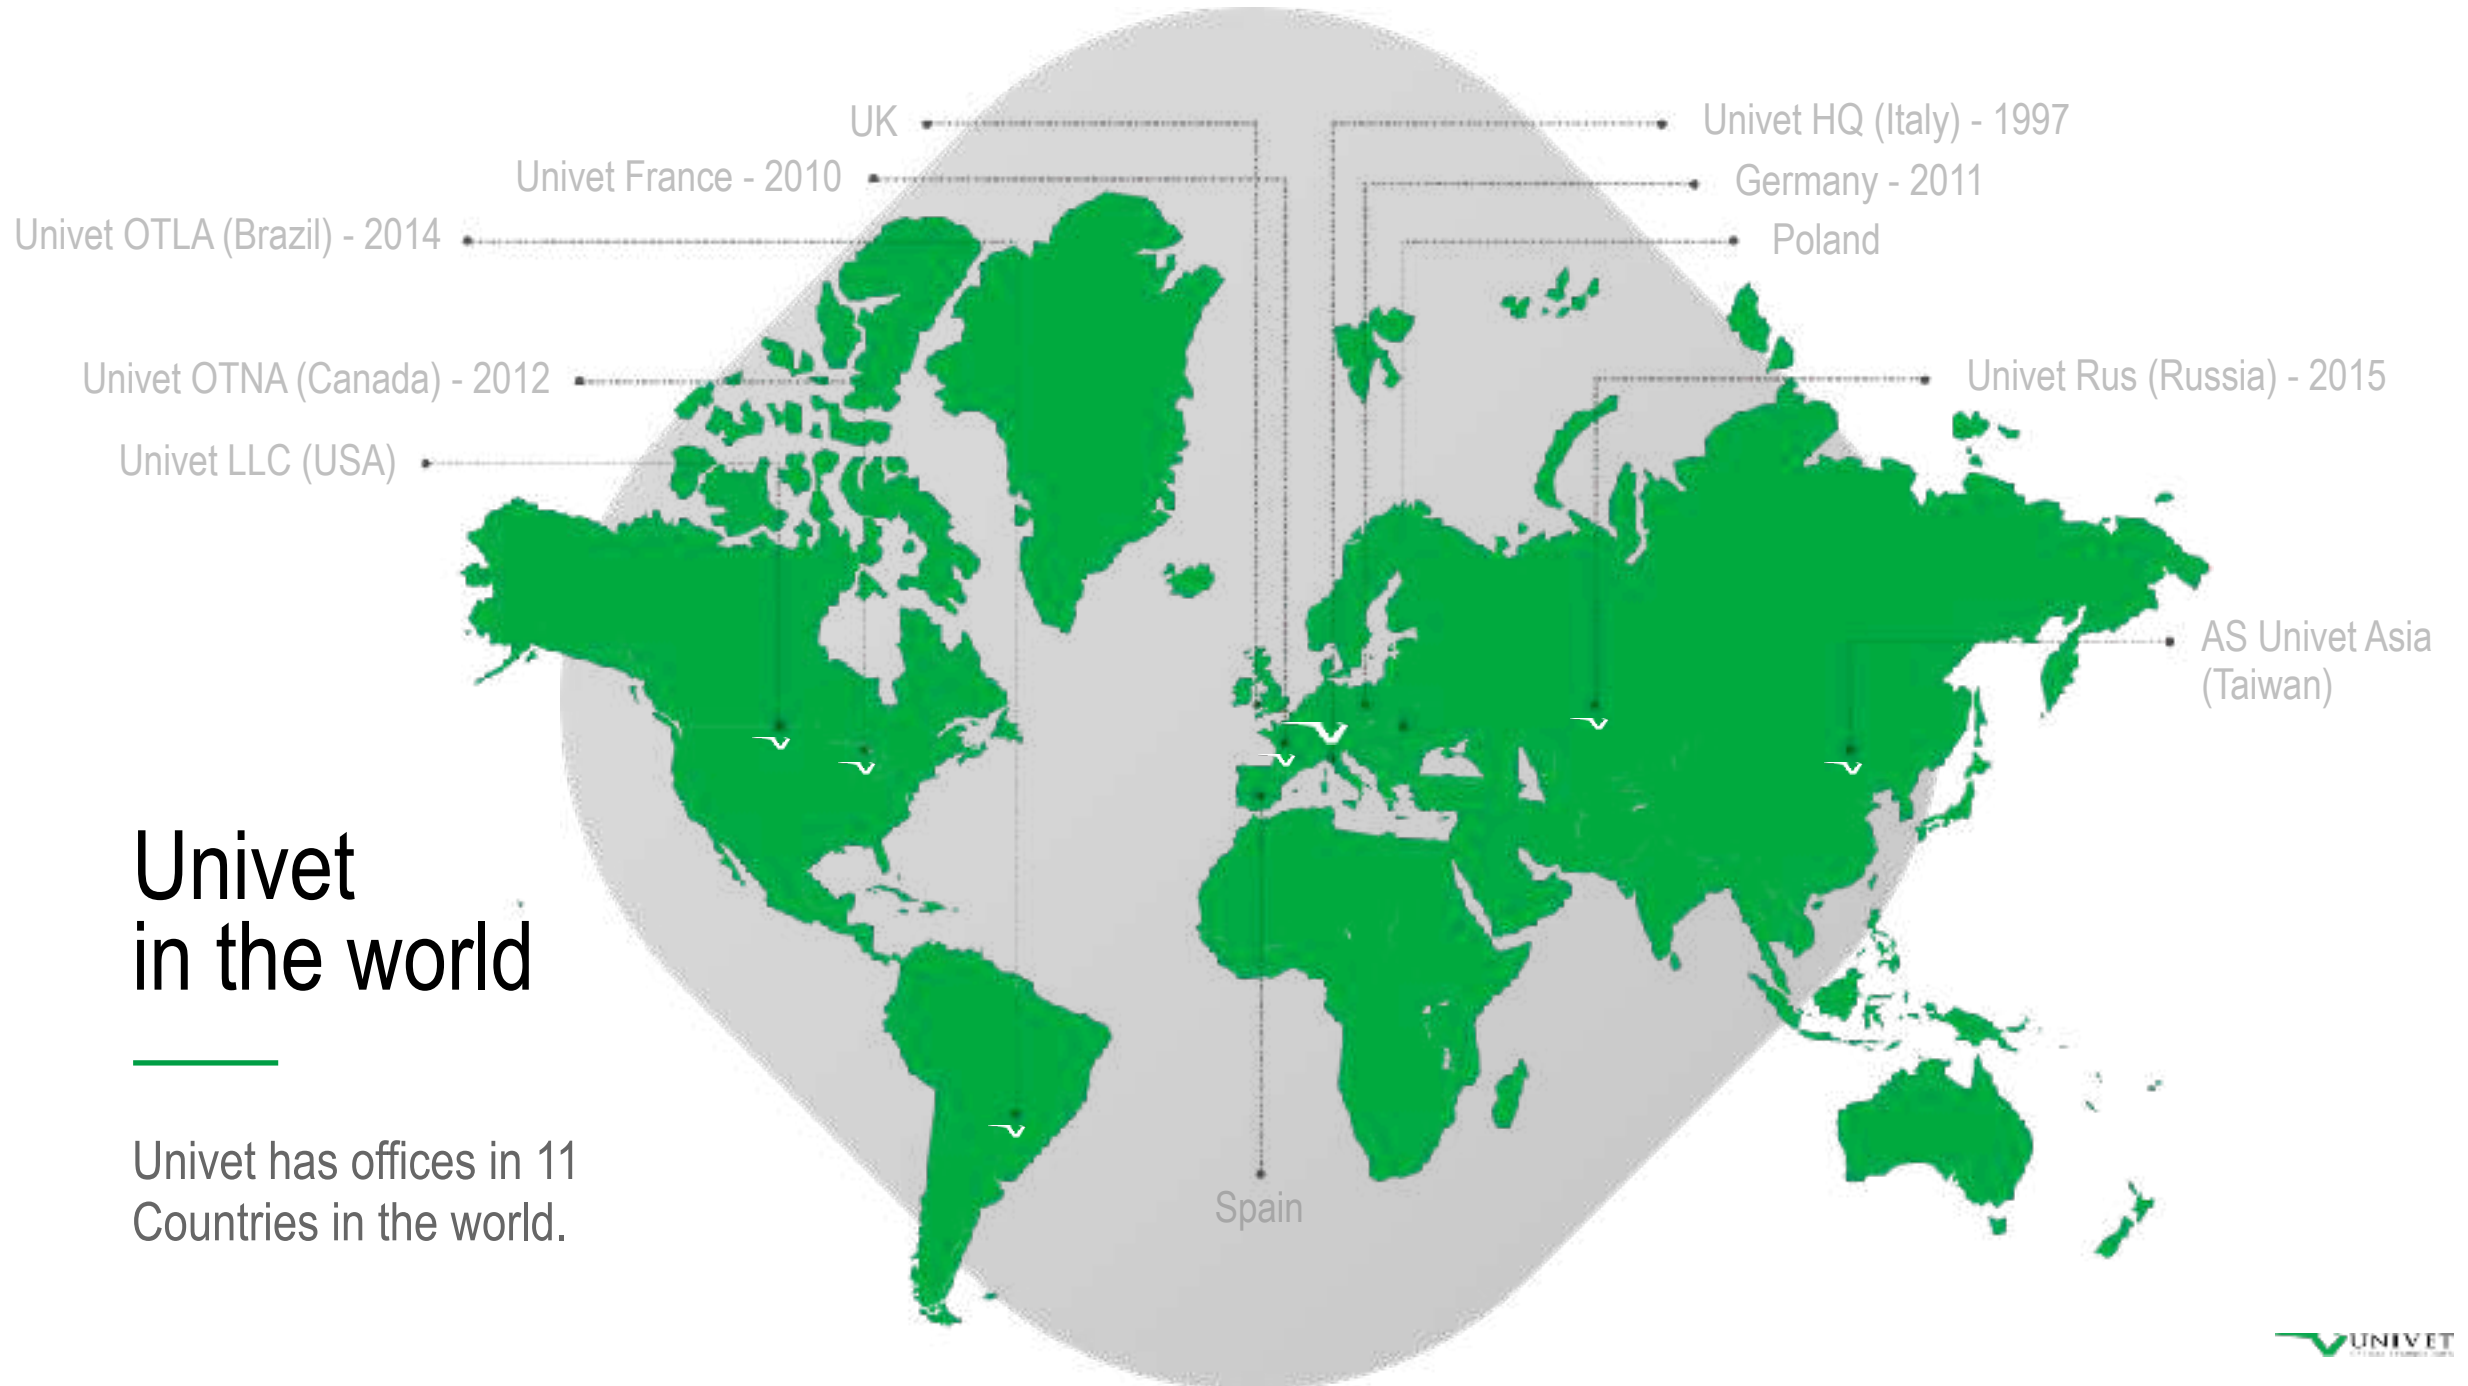 UK
Univet HQ (Italy) - 1997
Univet France - 2010
Germany - 2011
Univet OTLA (Brazil) - 2014
Poland
Univet OTNA (Canada) - 2012
Univet Rus (Russia) - 2015
Univet LLC (USA)
AS Univet Asia
(Taiwan)
Univet
in the world
Univet has offices in 11
Countries in the world.
Spain
UNIVET